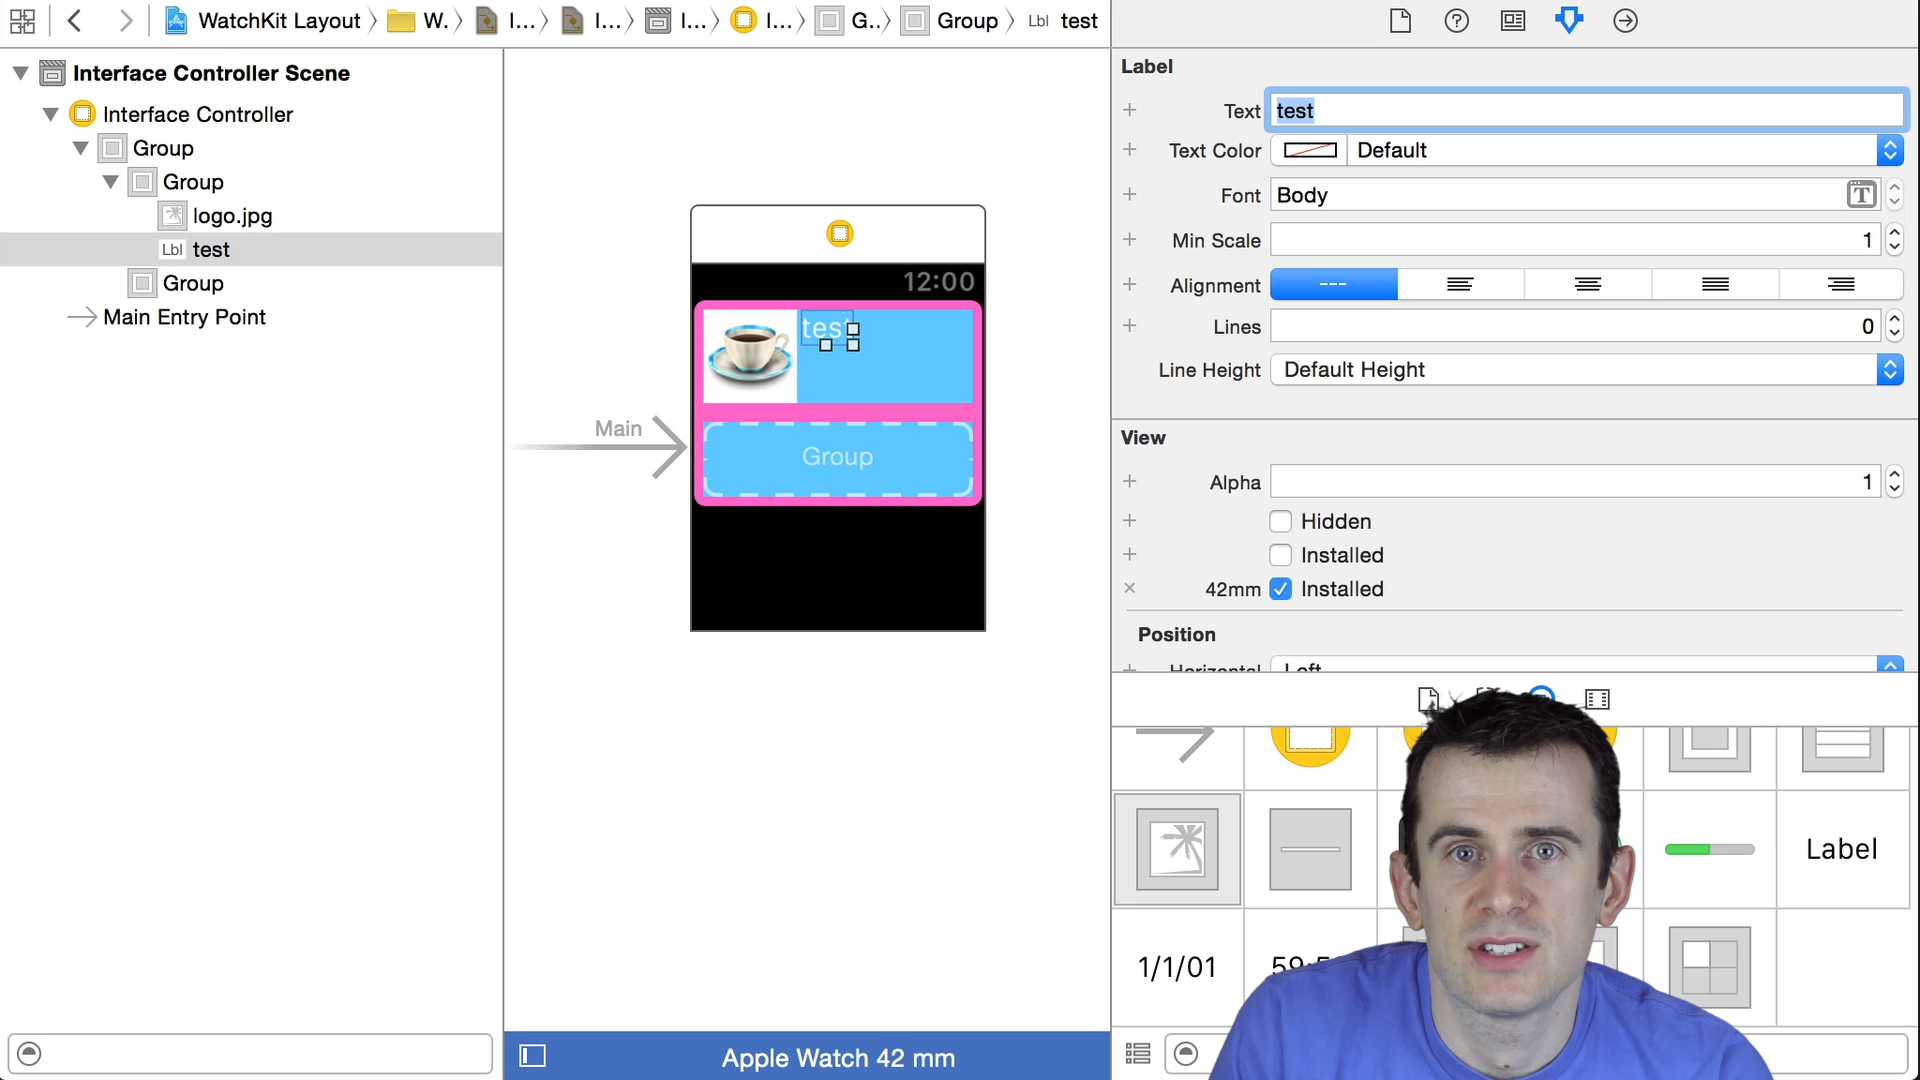 WatchKit Layout W. I... I... I... I... G.. Group Lbl test
Interface Controller Scene
Interface Controller
Group
Group
logo.jpg
Lbl test
Group
Main Entry Point
Main
12:00
test
Group
Apple Watch 42 mm
Label
Text test
Text Color Default
Font Body
Min Scale 1
Alignment ---
Lines 0
Line Height Default Height
View
Alpha 1
Hidden
Installed
42mm Installed
Position
Horizontal Left
Label
1/1/01